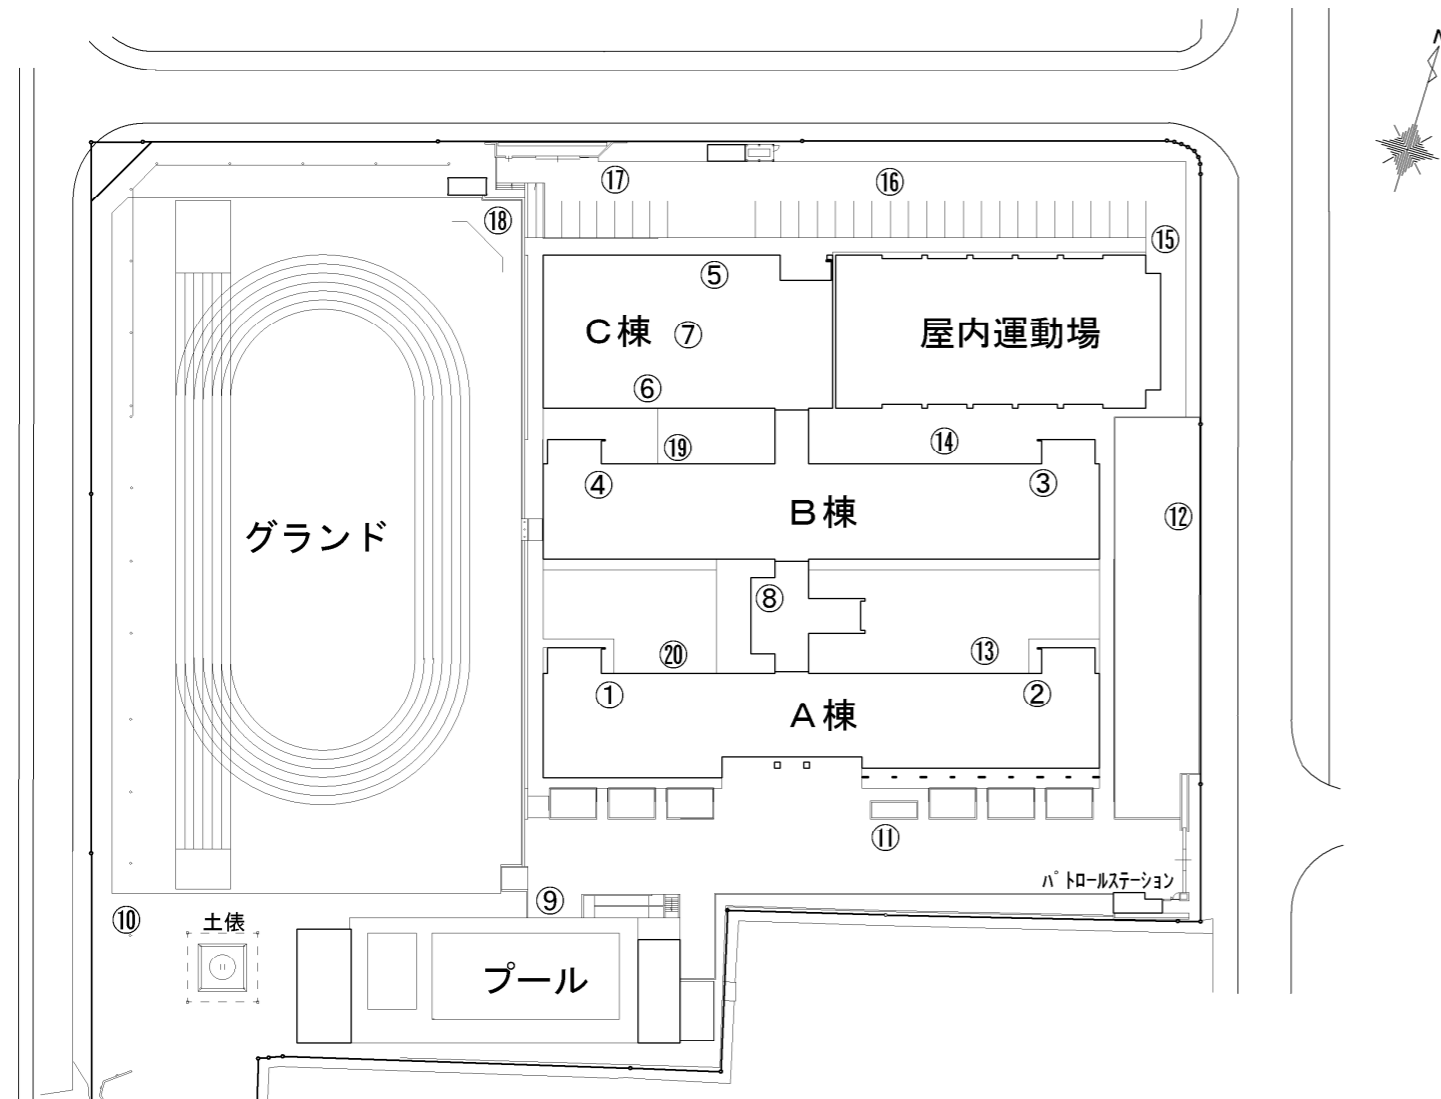 N
⑰
⑯
⑱
⑮
⑤
C棟
⑦
屋内運動場
⑥
⑲
⑭
④
③
B棟
⑫
グランド
⑧
⑳
⑬
①
②
A棟
⑪
パトロールステーション
⑨
⑩
土俵
プール